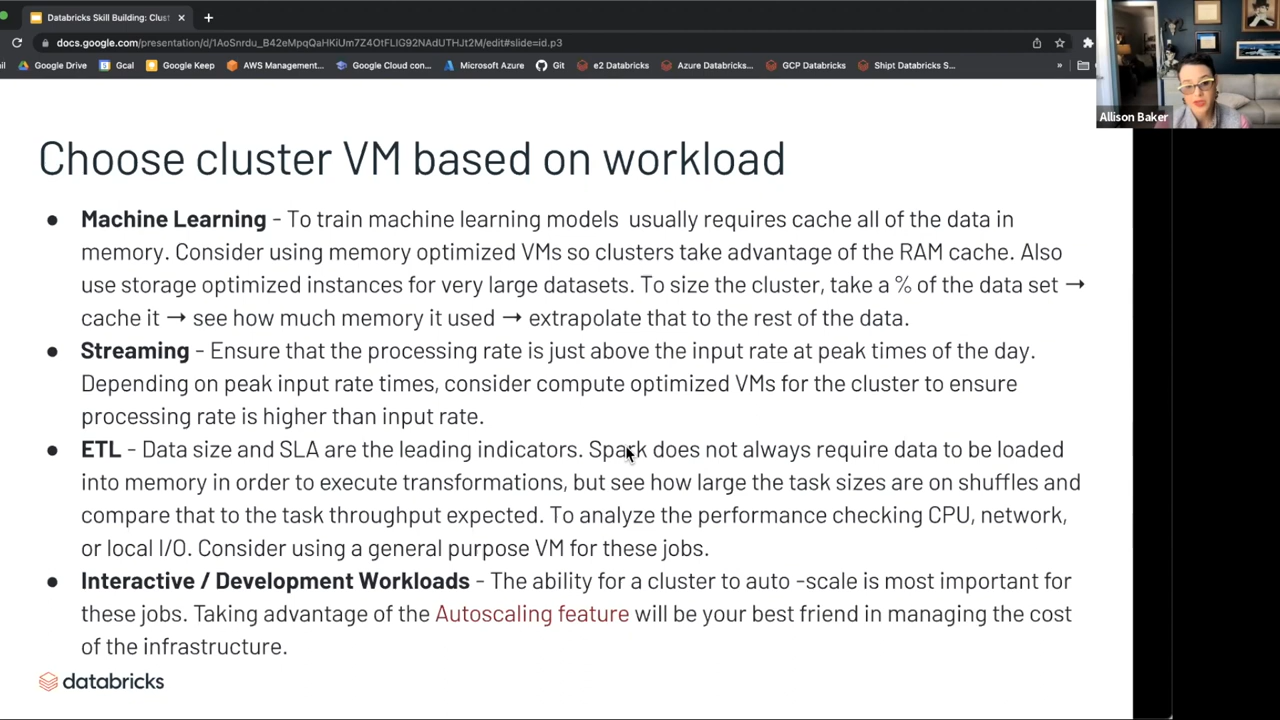 Databricks Skill Building: Clus
docs.google.com/presentation/d/1AoSnrdu_B42eMpqQaHKiUm7Z4OtFLIG92NAdUTHJt2M/edit#slide=id.p3
il Google Drive Gcal Google Keep AWS Management... Google Cloud con... Microsoft Azure Git e2 Databricks Azure Databricks... GCP Databricks Shipt Databricks S... »
Allison Baker
Choose cluster VM based on workload
● Machine Learning - To train machine learning models usually requires cache all of the data in
memory. Consider using memory optimized VMs so clusters take advantage of the RAM cache. Also
use storage optimized instances for very large datasets. To size the cluster, take a % of the data set →
cache it → see how much memory it used → extrapolate that to the rest of the data.
● Streaming - Ensure that the processing rate is just above the input rate at peak times of the day.
Depending on peak input rate times, consider compute optimized VMs for the cluster to ensure
processing rate is higher than input rate.
● ETL - Data size and SLA are the leading indicators. Spark does not always require data to be loaded
into memory in order to execute transformations, but see how large the task sizes are on shuffles and
compare that to the task throughput expected. To analyze the performance checking CPU, network,
or local I/O. Consider using a general purpose VM for these jobs.
● Interactive / Development Workloads - The ability for a cluster to auto -scale is most important for
these jobs. Taking advantage of the Autoscaling feature will be your best friend in managing the cost
of the infrastructure.
databricks